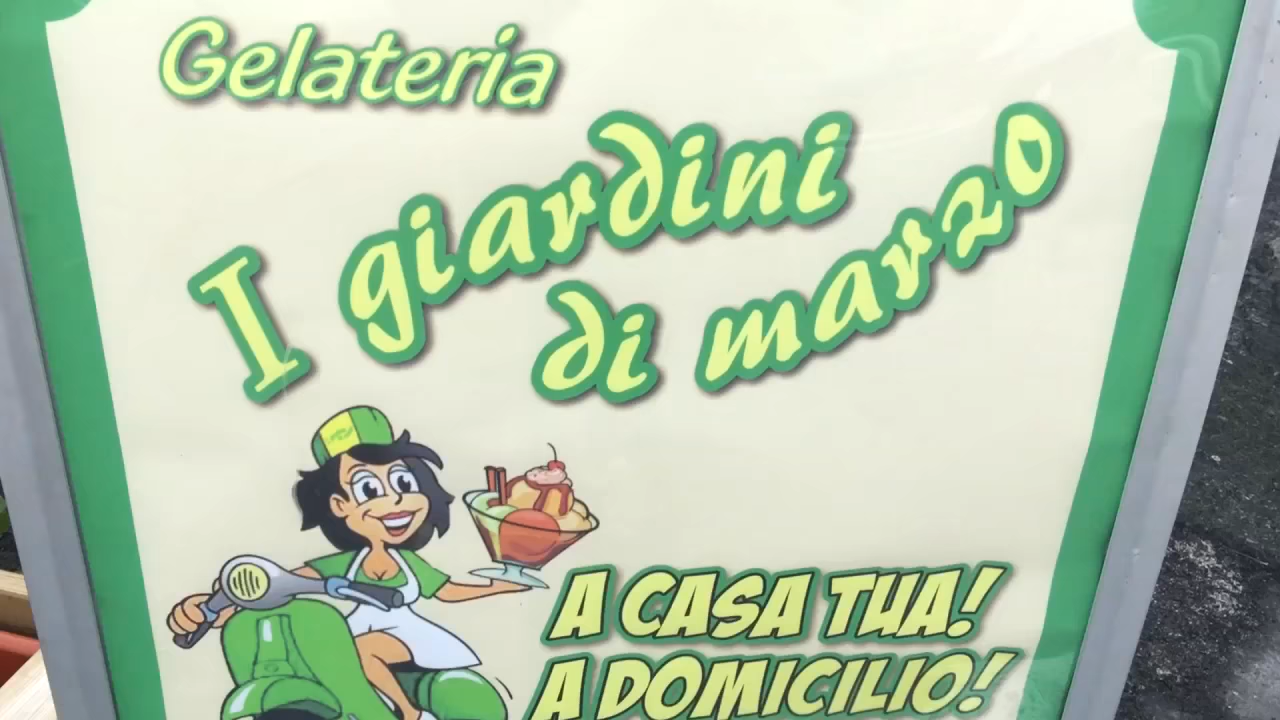 Gelateria
I giardini
di marzo
A CASA TUA!
A DOMICILIO!